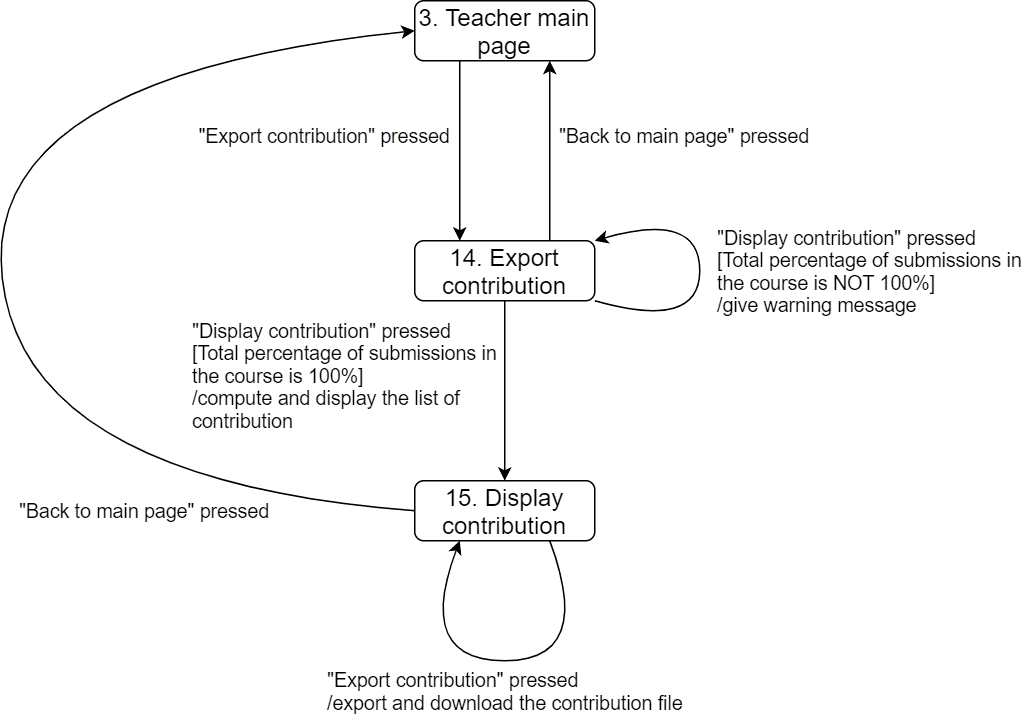 3. Teacher main
page
"Export contribution" pressed
"Back to main page" pressed
14. Export
contribution
"Display contribution" pressed
[Total percentage of submissions in
the course is NOT 100%]
/give warning message
"Display contribution" pressed
[Total percentage of submissions in
the course is 100%]
/compute and display the list of
contribution
15. Display
contribution
"Back to main page" pressed
"Export contribution" pressed
/export and download the contribution file